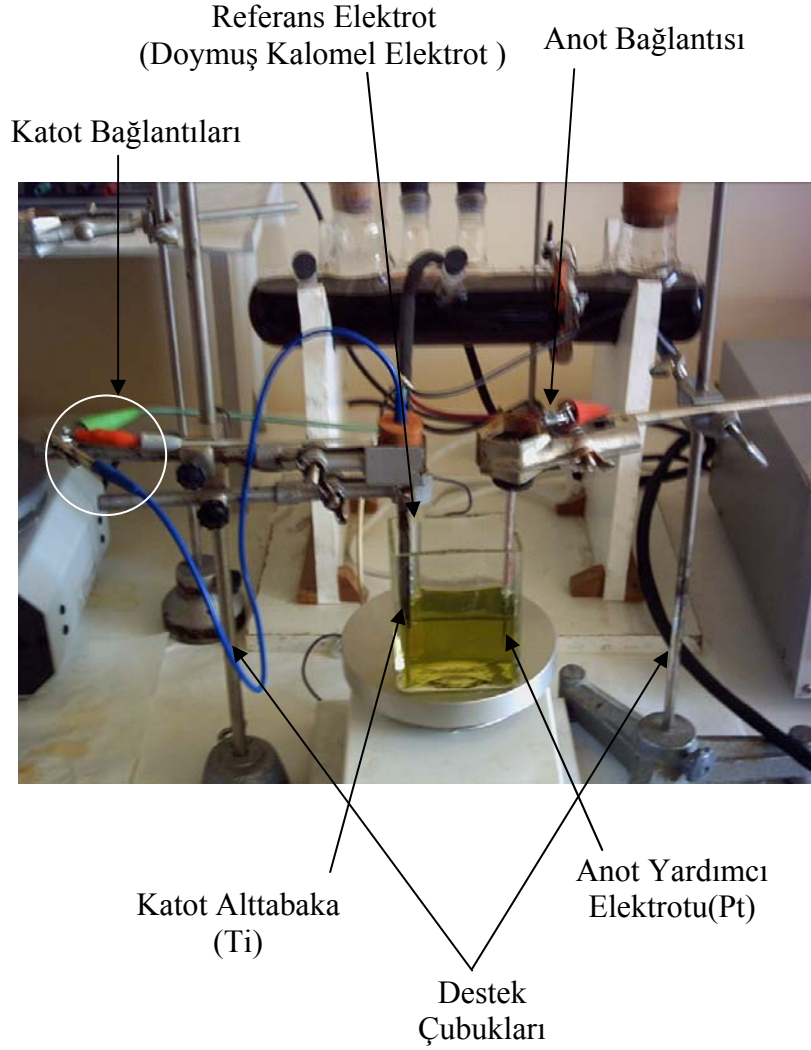 Referans Elektrot
(Doymuş Kalomel Elektrot )
Anot Bağlantısı
Katot Bağlantıları
Katot Alttabaka
(Ti)
Anot Yardımcı
Elektrotu(Pt)
Destek
Çubukları